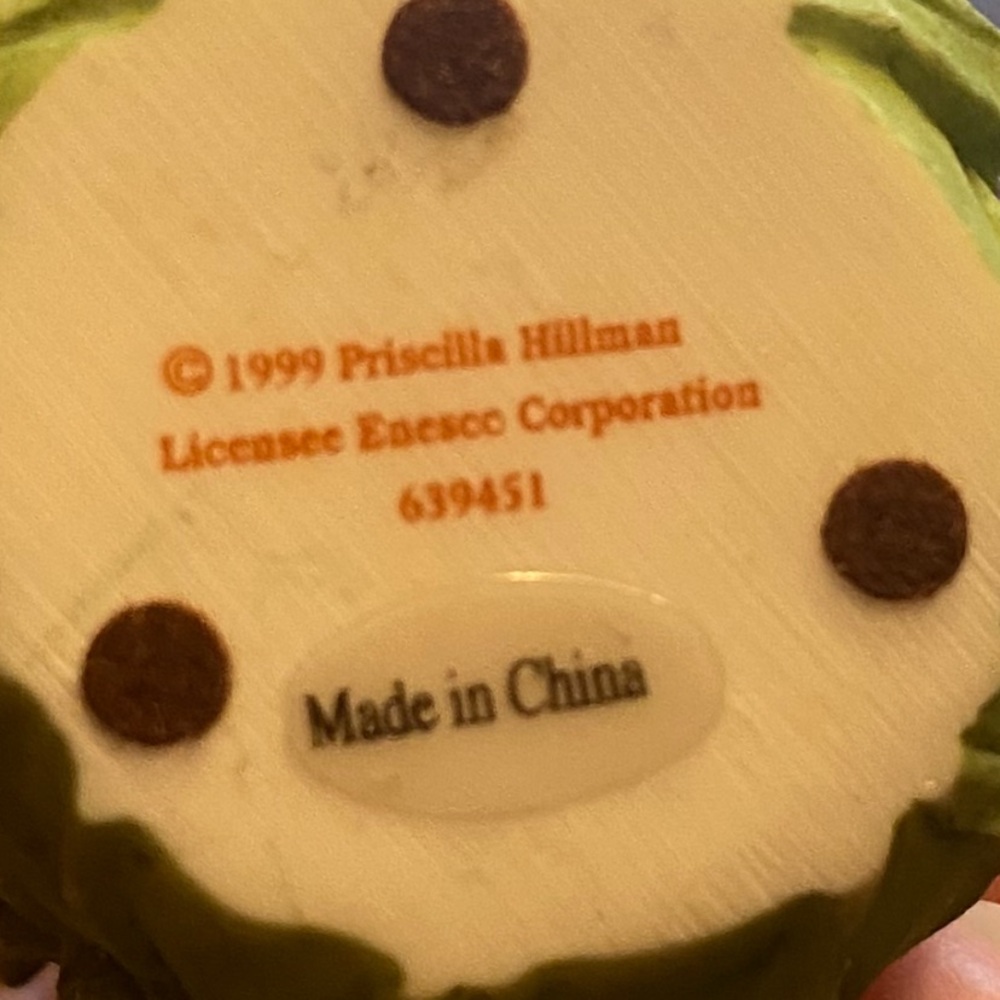 © 1999 Priscilla Hillman
Licensee Enesco Corporation
639451
Made in China